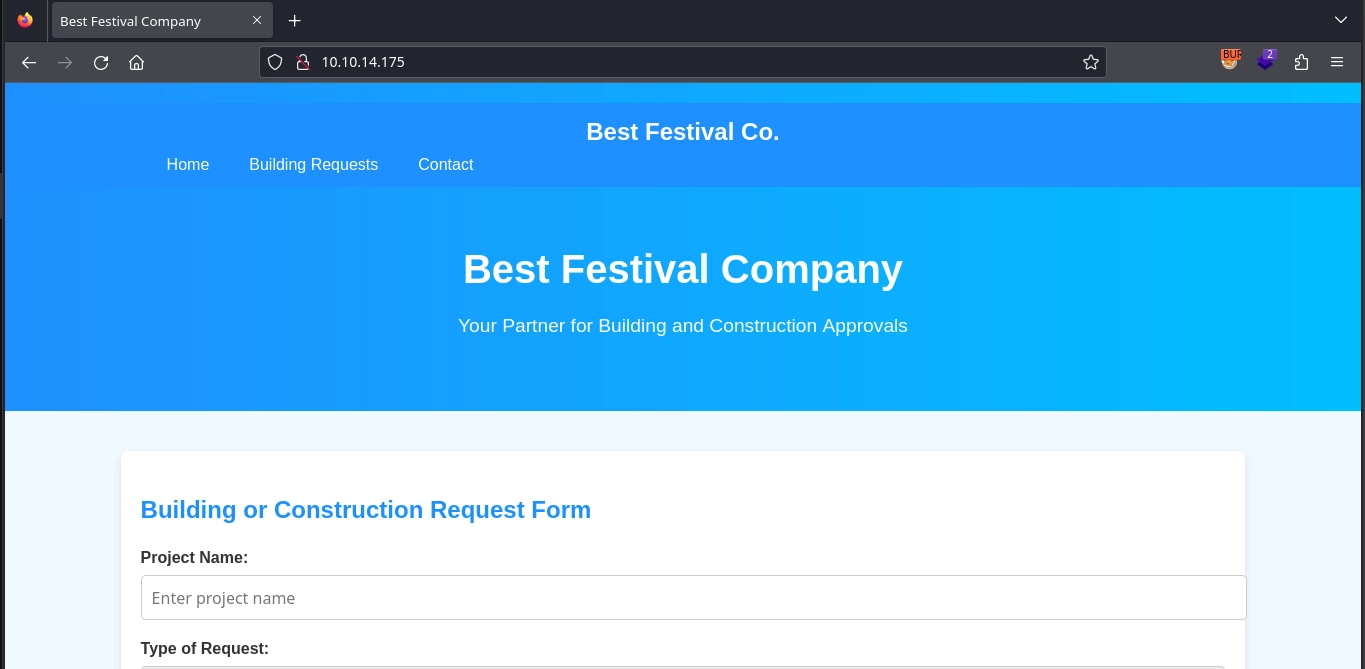 Best Festival Company
10.10.14.175
BUR
2
Best Festival Co.
Home Building Requests Contact
Best Festival Company
Your Partner for Building and Construction Approvals
Building or Construction Request Form
Project Name:
Enter project name
Type of Request: